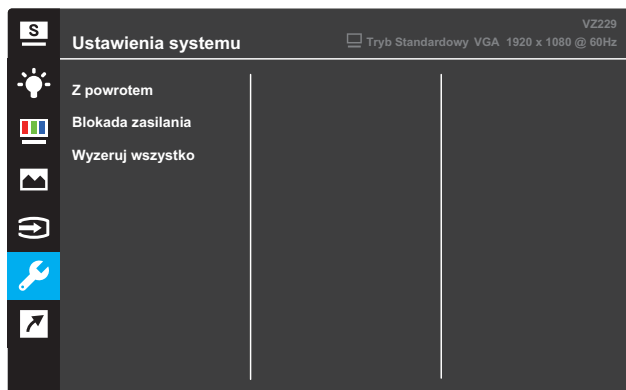 S
VZ229
Ustawienia systemu
Tryb Standardowy VGA 1920 x 1080 @ 60Hz
Z powrotem
Blokada zasilania
Wyzeruj wszystko